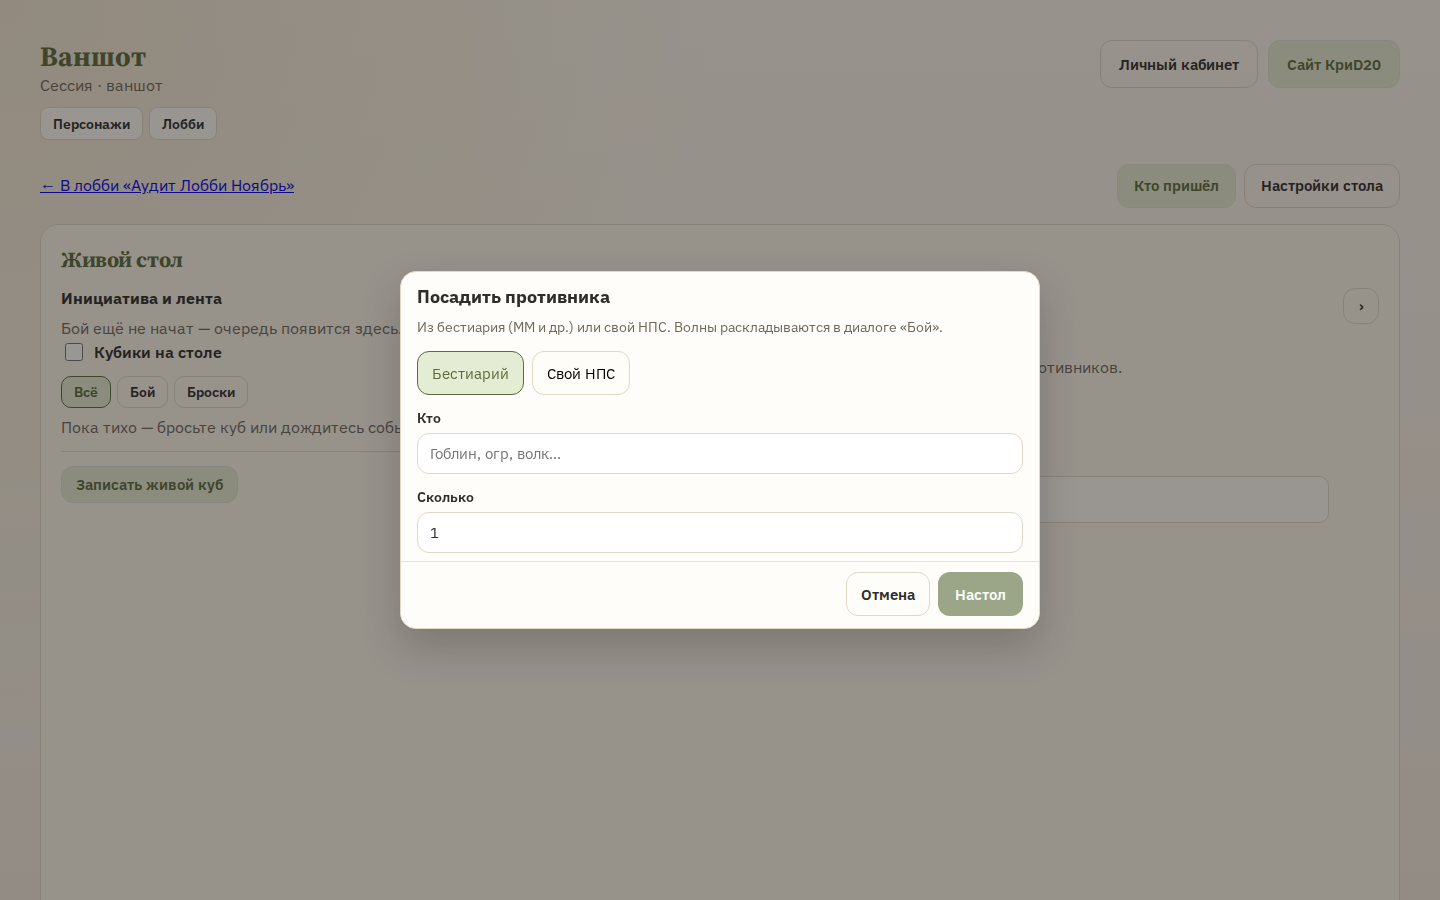 Ваншот
Сессия · ваншот
Персонажи
Лобби
Личный кабинет
Сайт КриD20
← В лобби «Аудит Лобби Ноябрь»
Кто пришёл
Настройки стола
Живой стол
Инициатива и лента
Бой ещё не начат — очередь появится здесь.
Кубики на столе
Всё
Бой
Броски
Пока тихо — бросьте куб или дождитесь
Записать живой куб
›
Посадить противника
Из бестиария (ММ и др.) или свой НПС. Волны раскладываются в диалоге «Бой».
Бестиарий
Свой НПС
Кто
Гоблин, огр, волк…
Сколько
1
Отмена
Настол